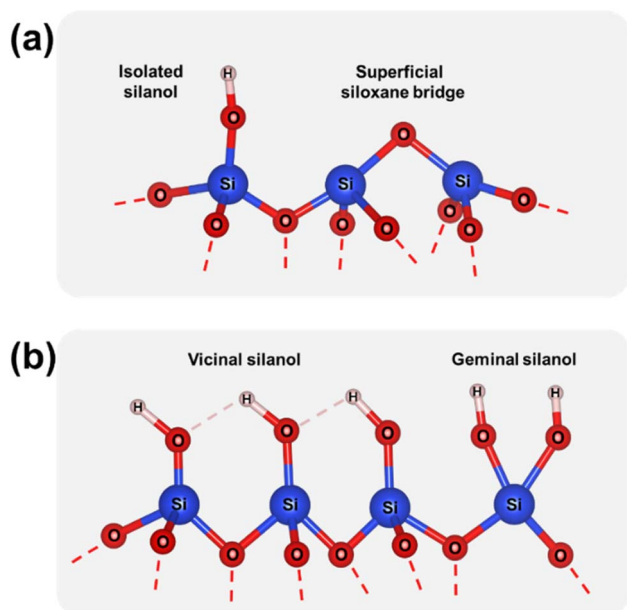 (a)
Isolated
silanol
Superficial
siloxane bridge
H
O
O
Si Si Si
O O O O O O O O
(b)
Vicinal silanol
Geminal silanol
H H H H H
O O O O O
Si Si Si Si
O O O O O O O O